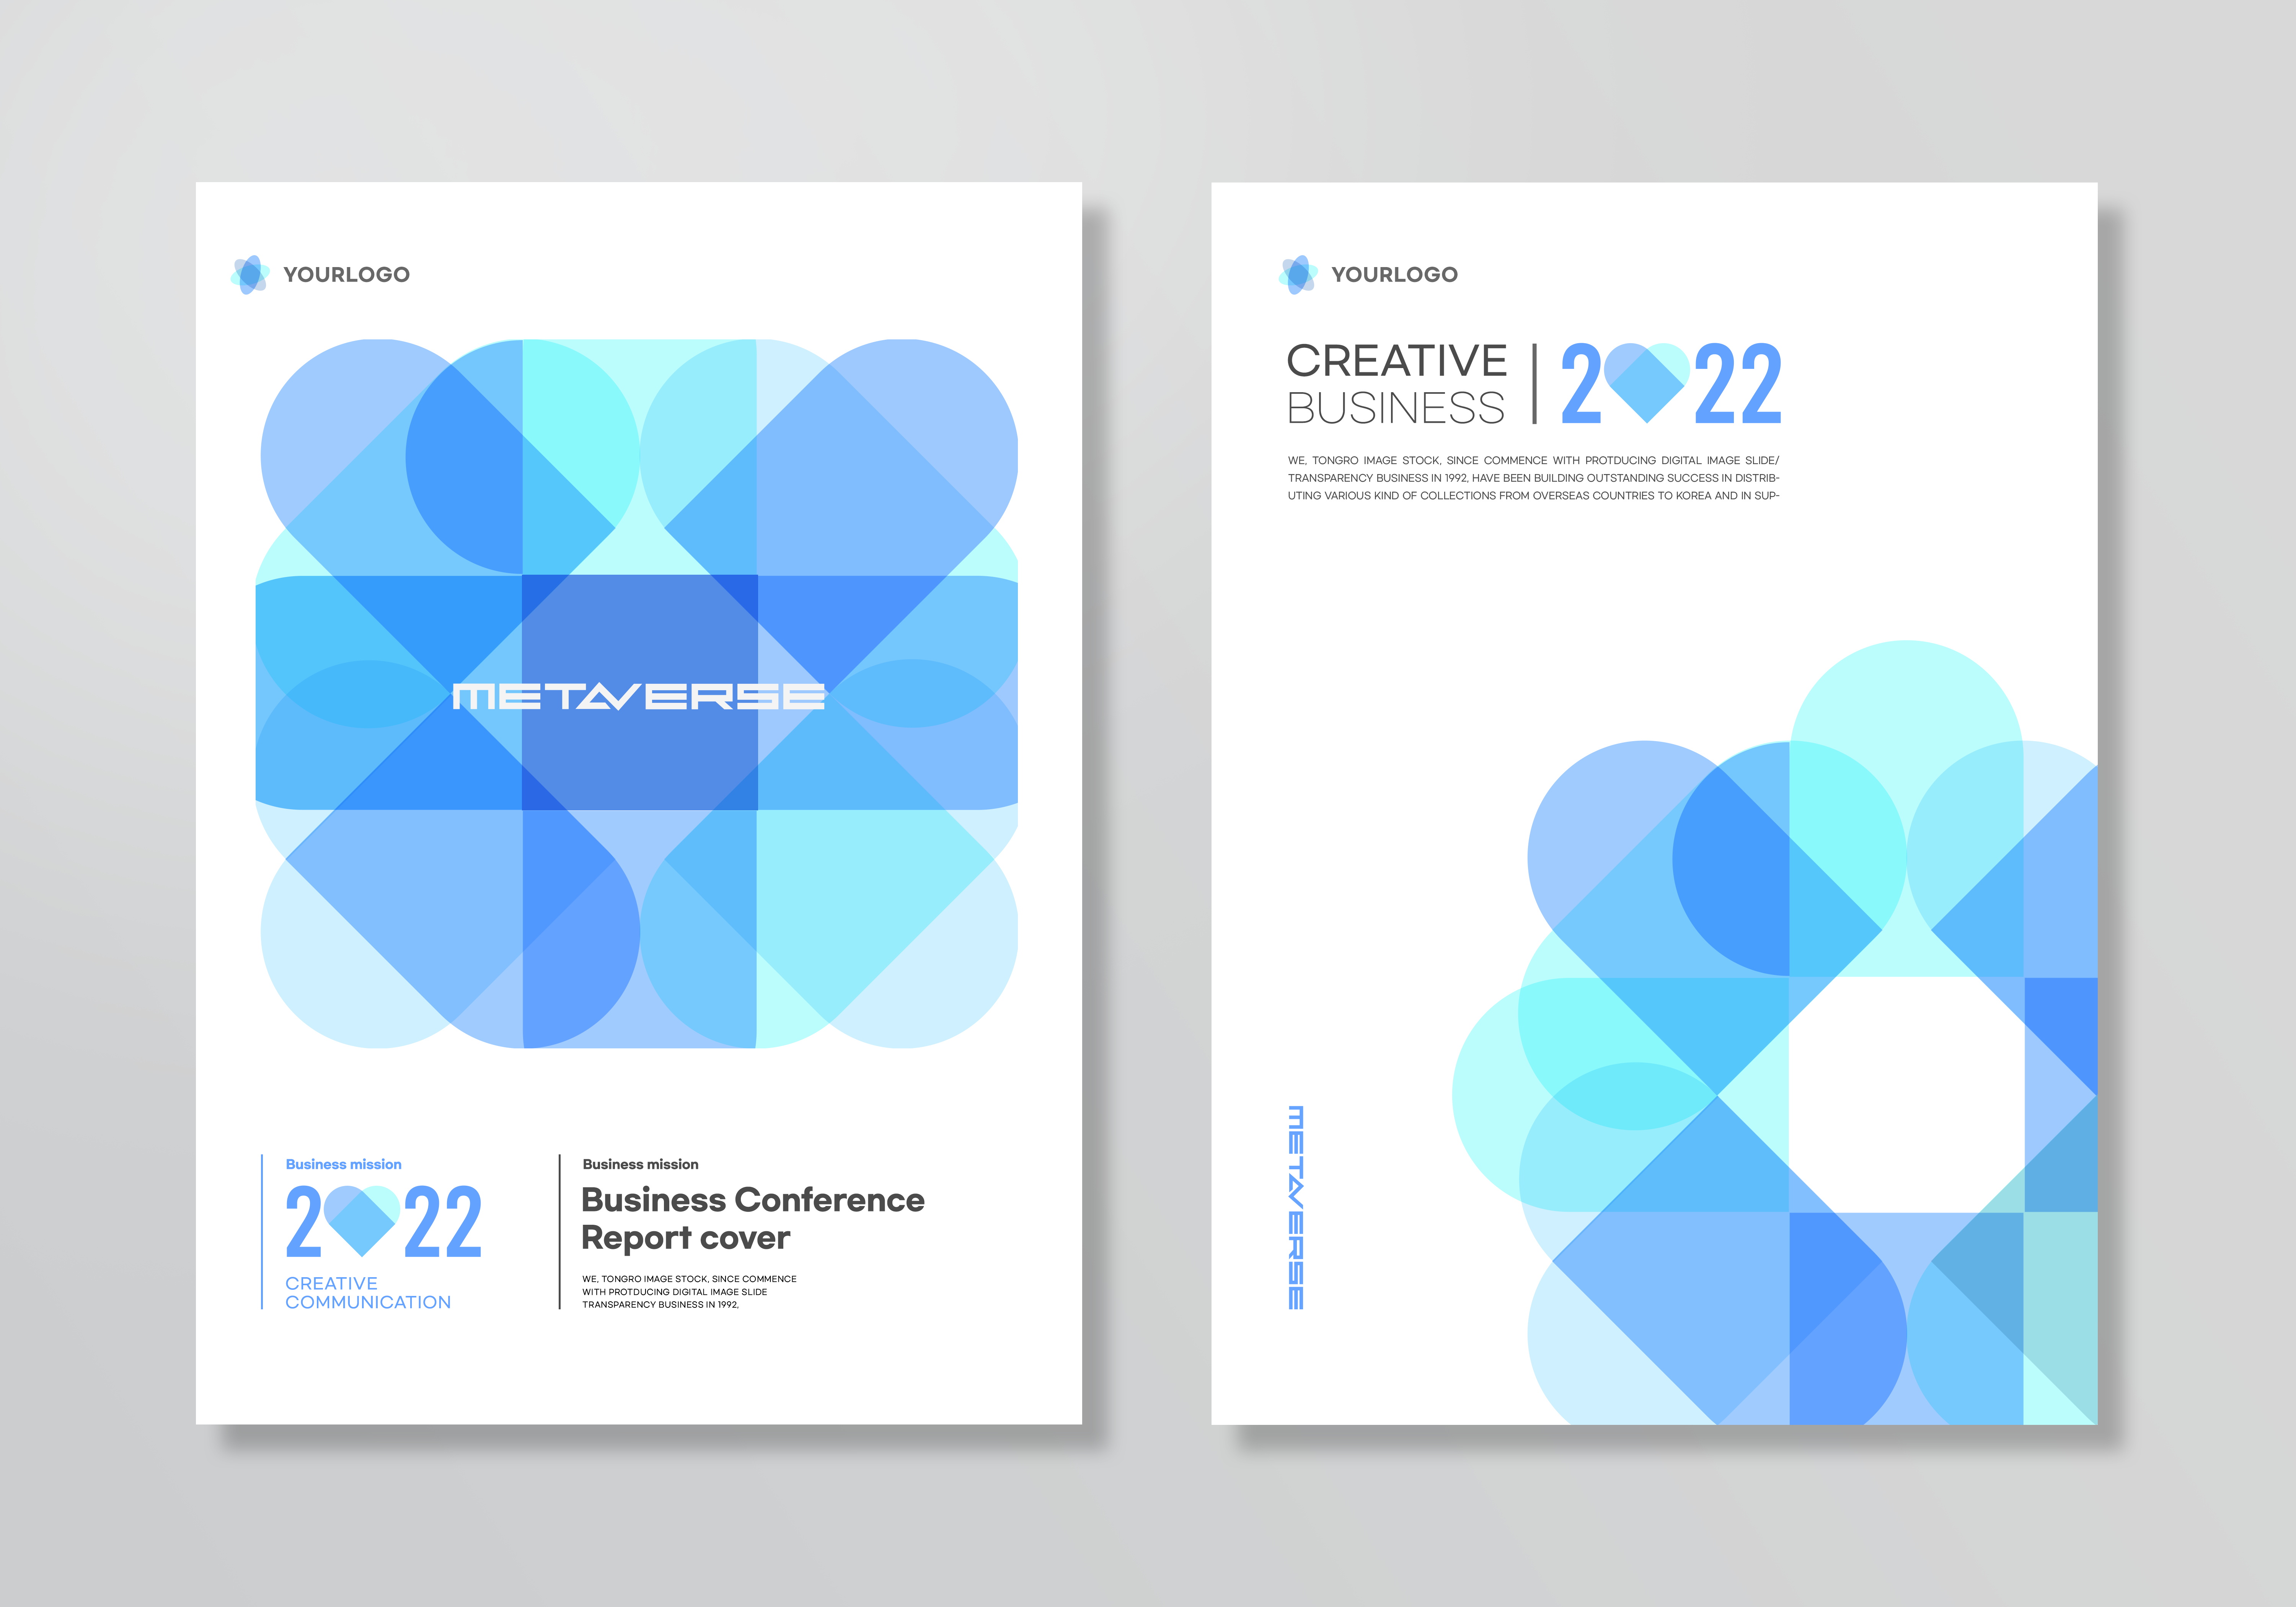 YOURLOGO
METAVERSE
Business mission
2022
CREATIVE
COMMUNICATION
Business mission
Business Conference
Report cover
WE, TONGRO IMAGE STOCK, SINCE COMMENCE
WITH PROTDUCING DIGITAL IMAGE SLIDE
TRANSPARENCY BUSINESS IN 1992,
YOURLOGO
CREATIVE
BUSINESS
2022
WE, TONGRO IMAGE STOCK, SINCE COMMENCE WITH PROTDUCING DIGITAL IMAGE SLIDE/
TRANSPARENCY BUSINESS IN 1992, HAVE BEEN BUILDING OUTSTANDING SUCCESS IN DISTRIB-
UTING VARIOUS KIND OF COLLECTIONS FROM OVERSEAS COUNTRIES TO KOREA AND IN SUP-
METAVERSE